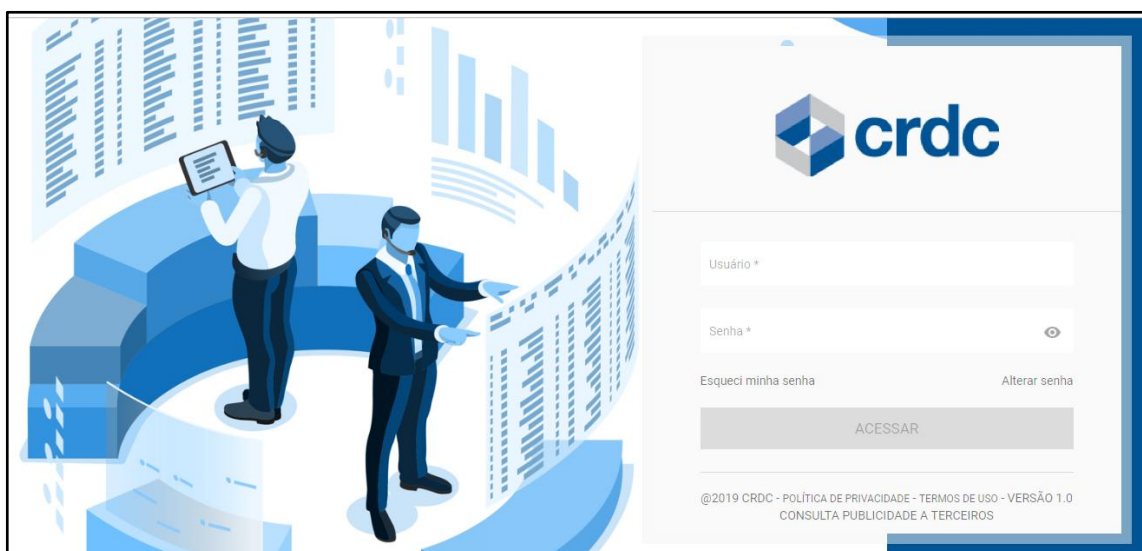 crdc
Usuário *
Senha *
Esqueci minha senha
Alterar senha
ACESSAR
@2019 CRDC - POLÍTICA DE PRIVACIDADE - TERMOS DE USO - VERSÃO 1.0
CONSULTA PUBLICIDADE A TERCEIROS